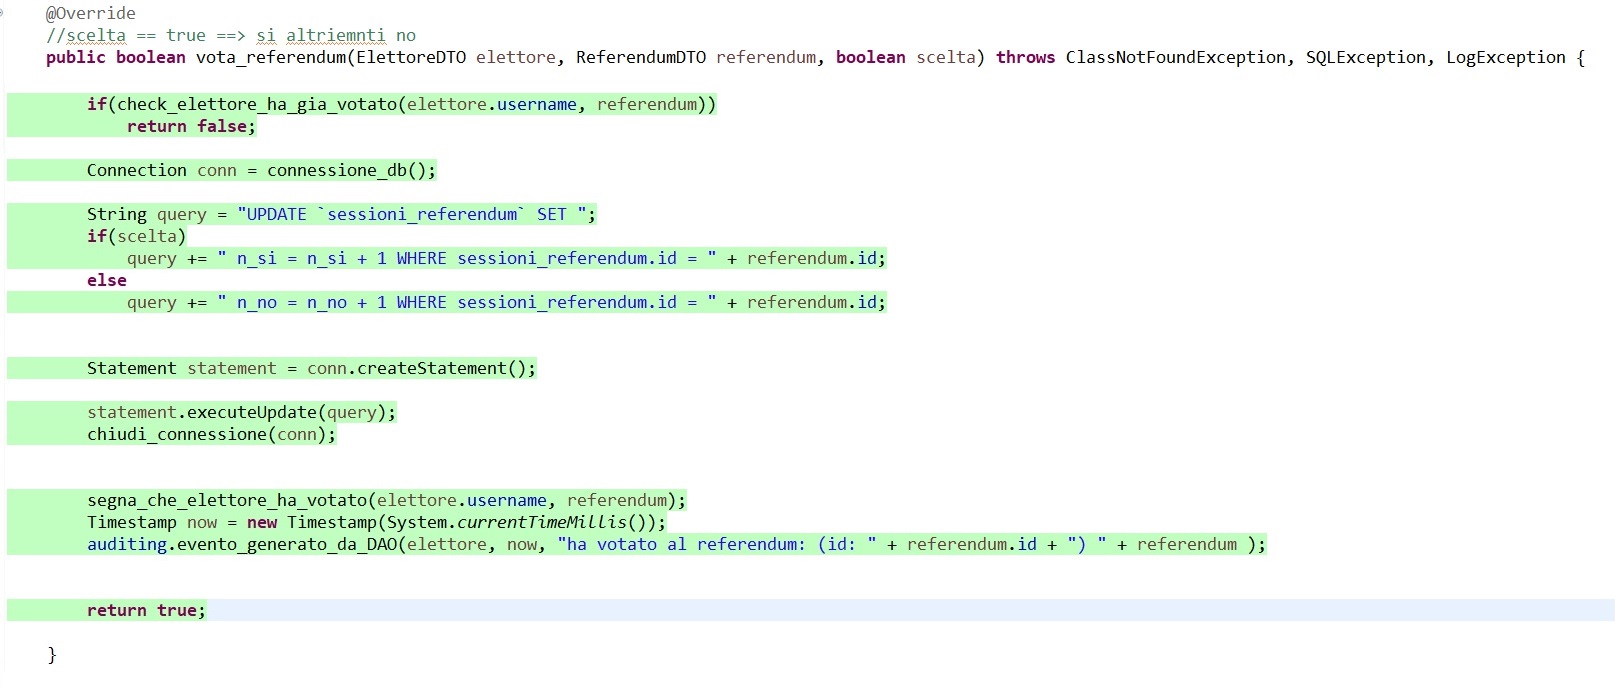 @Override
//scelta == true ==> si altriemnti no
public boolean vota_referendum(ElettoreDTO elettore, ReferendumDTO referendum, boolean scelta) throws ClassNotFoundException, SQLException, LogException {
if(check_elettore_ha_gia_votato(elettore.username, referendum))
return false;
Connection conn = connessione_db();
String query = "UPDATE `sessioni_referendum` SET ";
if(scelta)
query += " n_si = n_si + 1 WHERE sessioni_referendum.id = " + referendum.id;
else
query += " n_no = n_no + 1 WHERE sessioni_referendum.id = " + referendum.id;
Statement statement = conn.createStatement();
statement.executeUpdate(query);
chiudi_connessione(conn);
segna_che_elettore_ha_votato(elettore.username, referendum);
Timestamp now = new Timestamp(System.currentTimeMillis());
auditing.evento_generato_da_DAO(elettore, now, "ha votato al referendum: (id: " + referendum.id + ") " + referendum );
return true;
}